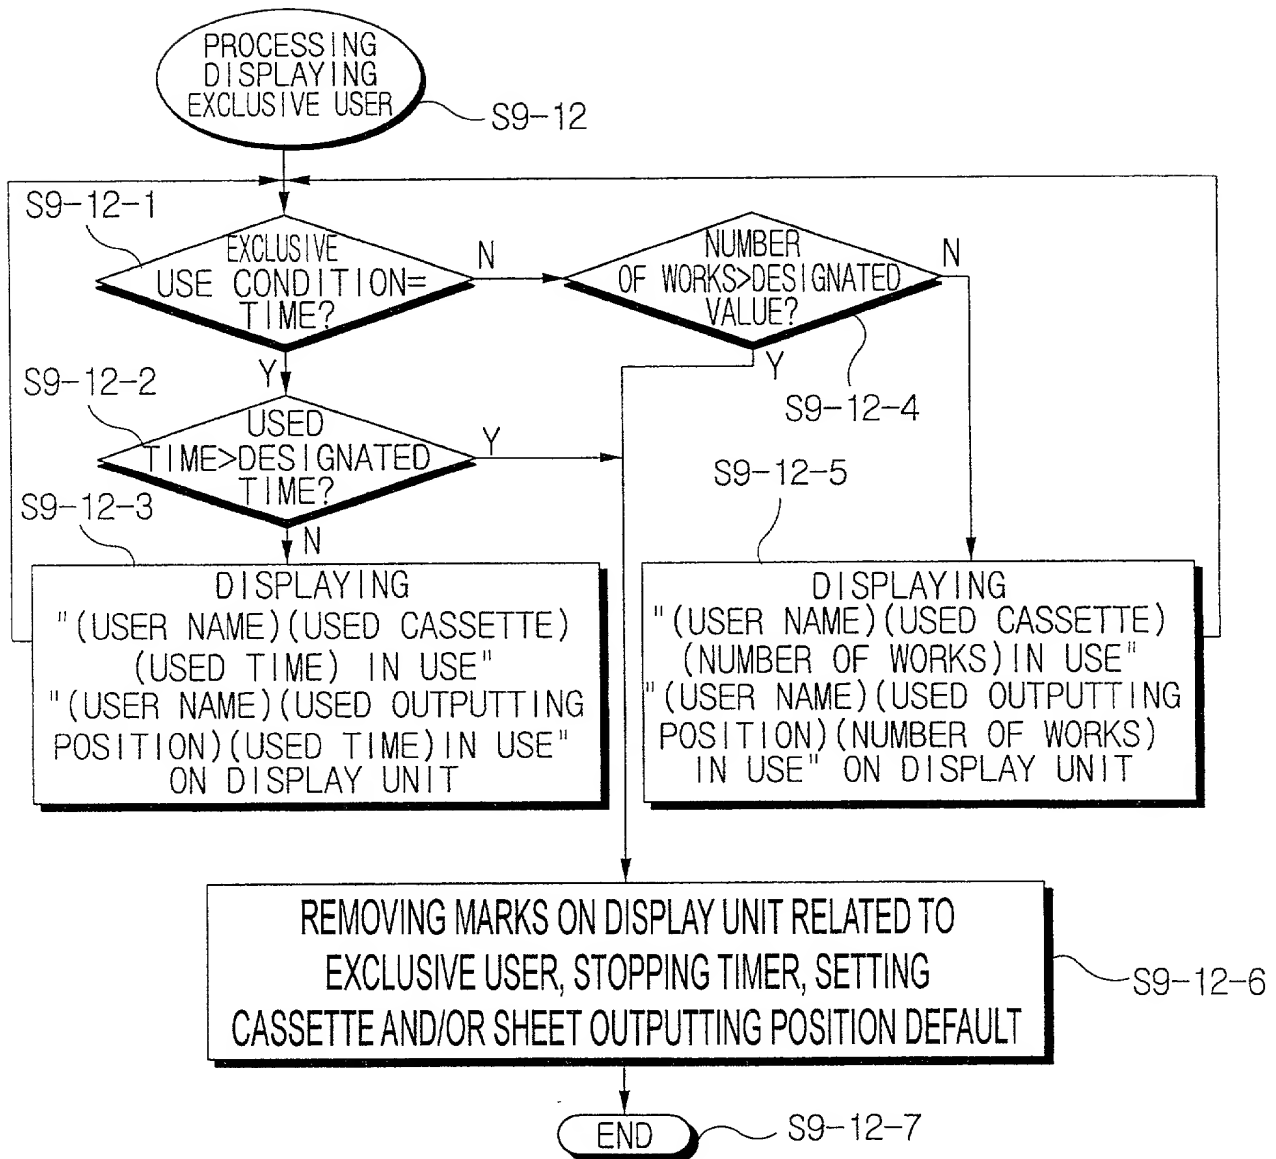 PROCESSING
DISPLAYING
EXCLUSIVE USER
S9-12
S9-12-1
EXCLUSIVE
USE CONDITION=
TIME?
N
NUMBER
OF WORKS>DESIGNATED
VALUE?
N
Y
Y
S9-12-4
S9-12-2
USED
TIME>DESIGNATED
TIME?
Y
N
S9-12-3
DISPLAYING
"(USER NAME)(USED CASSETTE)
(USED TIME) IN USE"
"(USER NAME)(USED OUTPUTTING
POSITION)(USED TIME)IN USE"
ON DISPLAY UNIT
S9-12-5
DISPLAYING
"(USER NAME)(USED CASSETTE)
(NUMBER OF WORKS)IN USE"
"(USER NAME)(USED OUTPUTTING
POSITION)(NUMBER OF WORKS)
IN USE" ON DISPLAY UNIT
REMOVING MARKS ON DISPLAY UNIT RELATED TO
EXCLUSIVE USER, STOPPING TIMER, SETTING
CASSETTE AND/OR SHEET OUTPUTTING POSITION DEFAULT
S9-12-6
END
S9-12-7